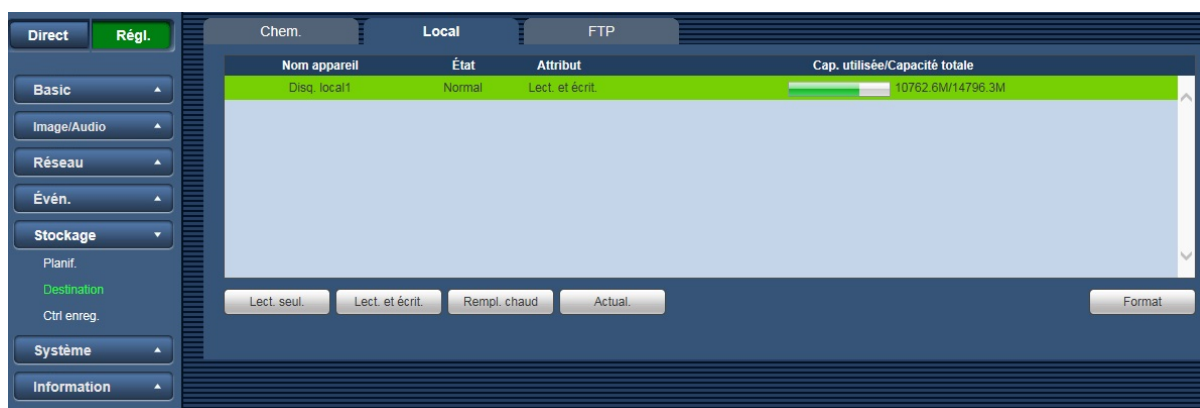 Direct Régl. Chem. Local FTP
Nom appareil État Attribut Cap. utilisée/Capacité totale
Disq. local1 Normal Lect. et écrit. 10762.6M/14796.3M
Basic
Image/Audio
Réseau
Évén.
Stockage
Planif.
Destination
Ctrl enreg.
Système
Information
Lect. seul. Lect. et écrit. Rempl. chaud Actual. Format